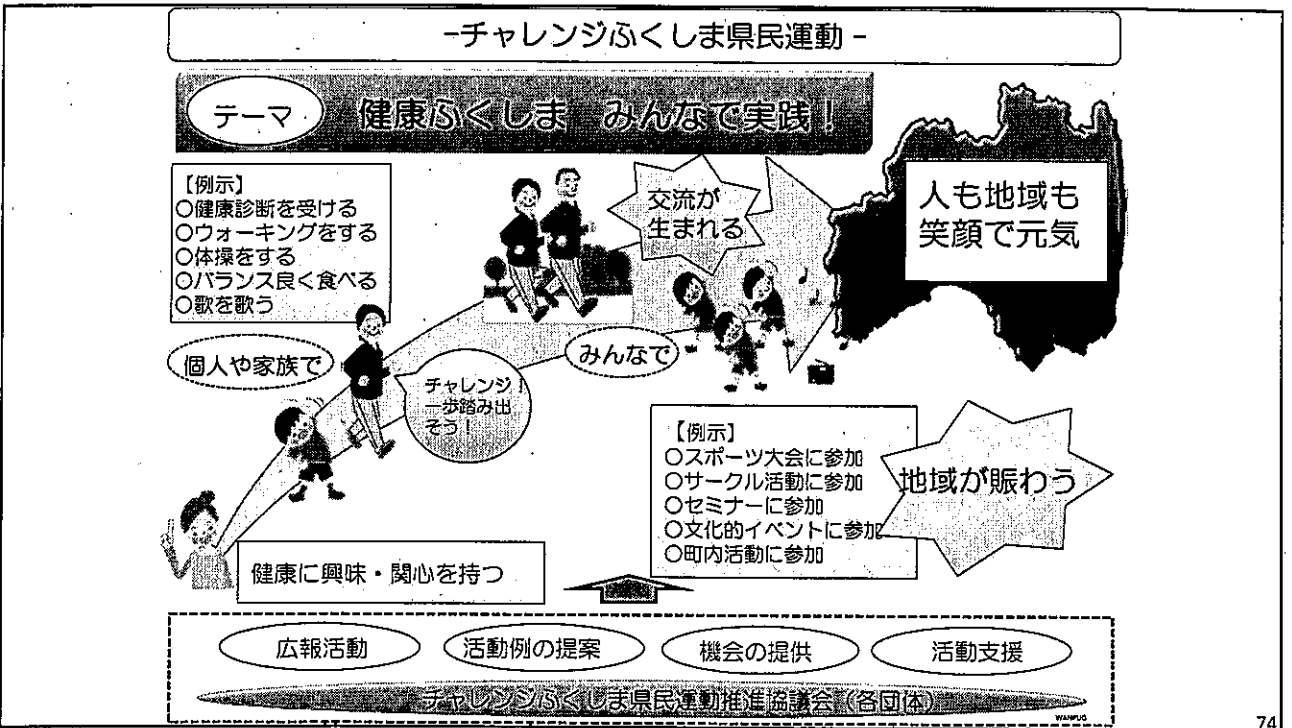 -チャレンジふくしま県民運動 -
テーマ
健康ふくしま みんなで実践！
【例示】
○健康診断を受ける
○ウォーキングをする
○体操をする
○バランス良く食べる
○歌を歌う
交流が
生まれる
人も地域も
笑顔で元気
個人や家族で
チャレンジ！
一歩踏み出
そう！
みんなで
【例示】
○スポーツ大会に参加
○サークル活動に参加
○セミナーに参加
○文化的イベントに参加
○町内活動に参加
地域が賑わう
健康に興味・関心を持つ
広報活動
活動例の提案
機会の提供
活動支援
チャレンジふくしま県民運動推進協議会（各団体）
WANPUG
74